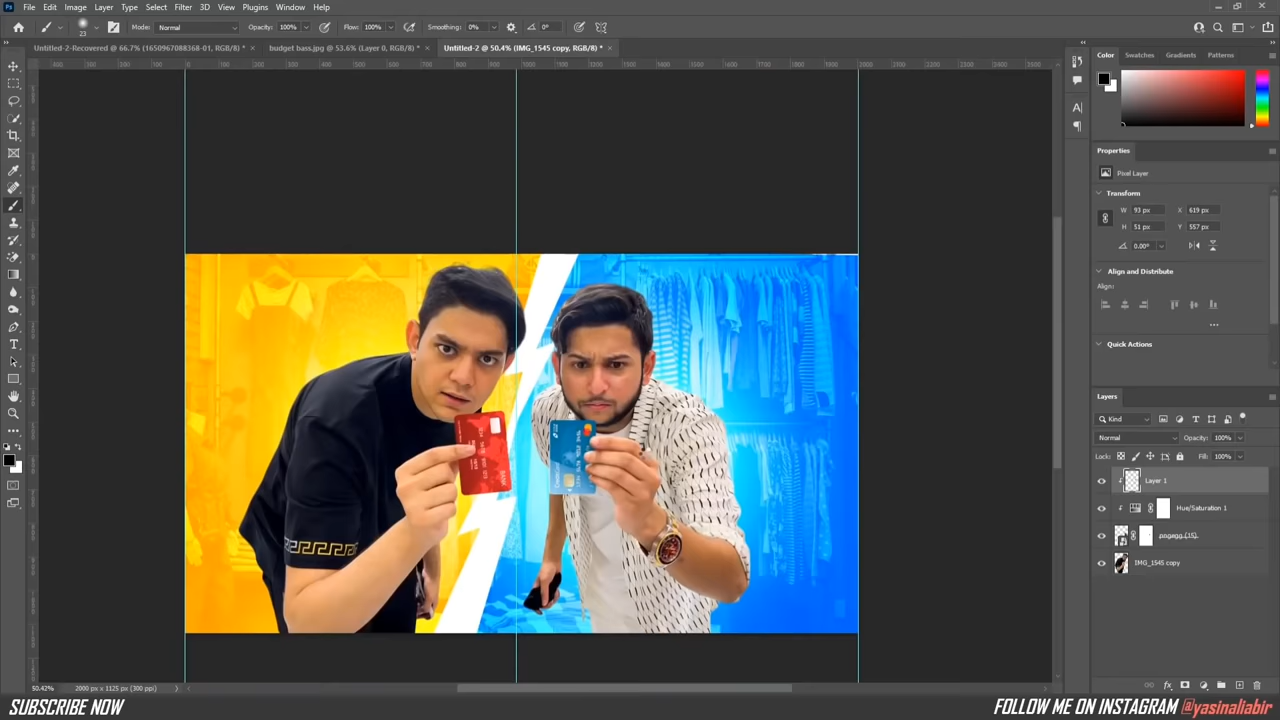 File Edit Image Layer Type Select Filter 3D View Plugins Window Help
23 Mode: Normal Opacity: 100% Flow: 100% Smoothing: 0% 0°
Untitled-2-Recovered @ 66.7% (1650967088368-01, RGB/8) * × budget bass.jpg @ 53.6% (Layer 0, RGB/8) * × Untitled-2 @ 50.4% (IMG_1545 copy, RGB/8) * ×
Color Swatches Gradients Patterns
Properties
Pixel Layer
Transform
W 93 px X 619 px
H 51 px Y 557 px
0.00°
Align and Distribute
Align:
...
Quick Actions
Layers
Kind
Normal Opacity: 100%
Lock: Fill: 100%
Layer 1
Hue/Saturation 1
pngegg (15)
IMG_1545 copy
50.42% 2000 px x 1125 px (300 ppi)
SUBSCRIBE NOW
FOLLOW ME ON INSTAGRAM @yasinaliabir